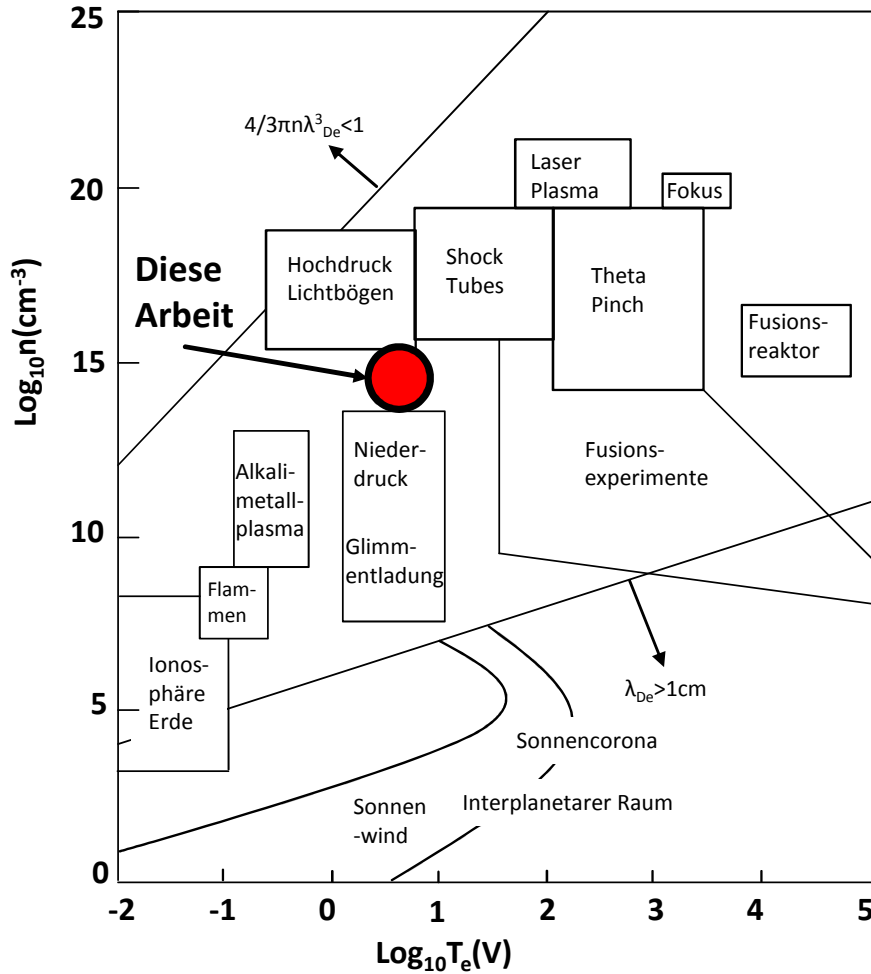 25
4/3πnλ³De<1
Laser
Plasma
20
Fokus
Diese
Arbeit
Hochdruck
Lichtbögen
Shock
Tubes
Theta
Pinch
Fusions-
reaktor
Log10n(cm-3)
15
Alkali-
metall-
plasma
Nieder-
druck
Fusions-
experimente
10
Glimm-
entladung
Flam-
men
Ionos-
phäre
Erde
λDe>1cm
5
Sonnencorona
Sonnen
-wind
Interplanetarer Raum
0
-2 -1 0 1 2 3 4 5
Log10Te(V)